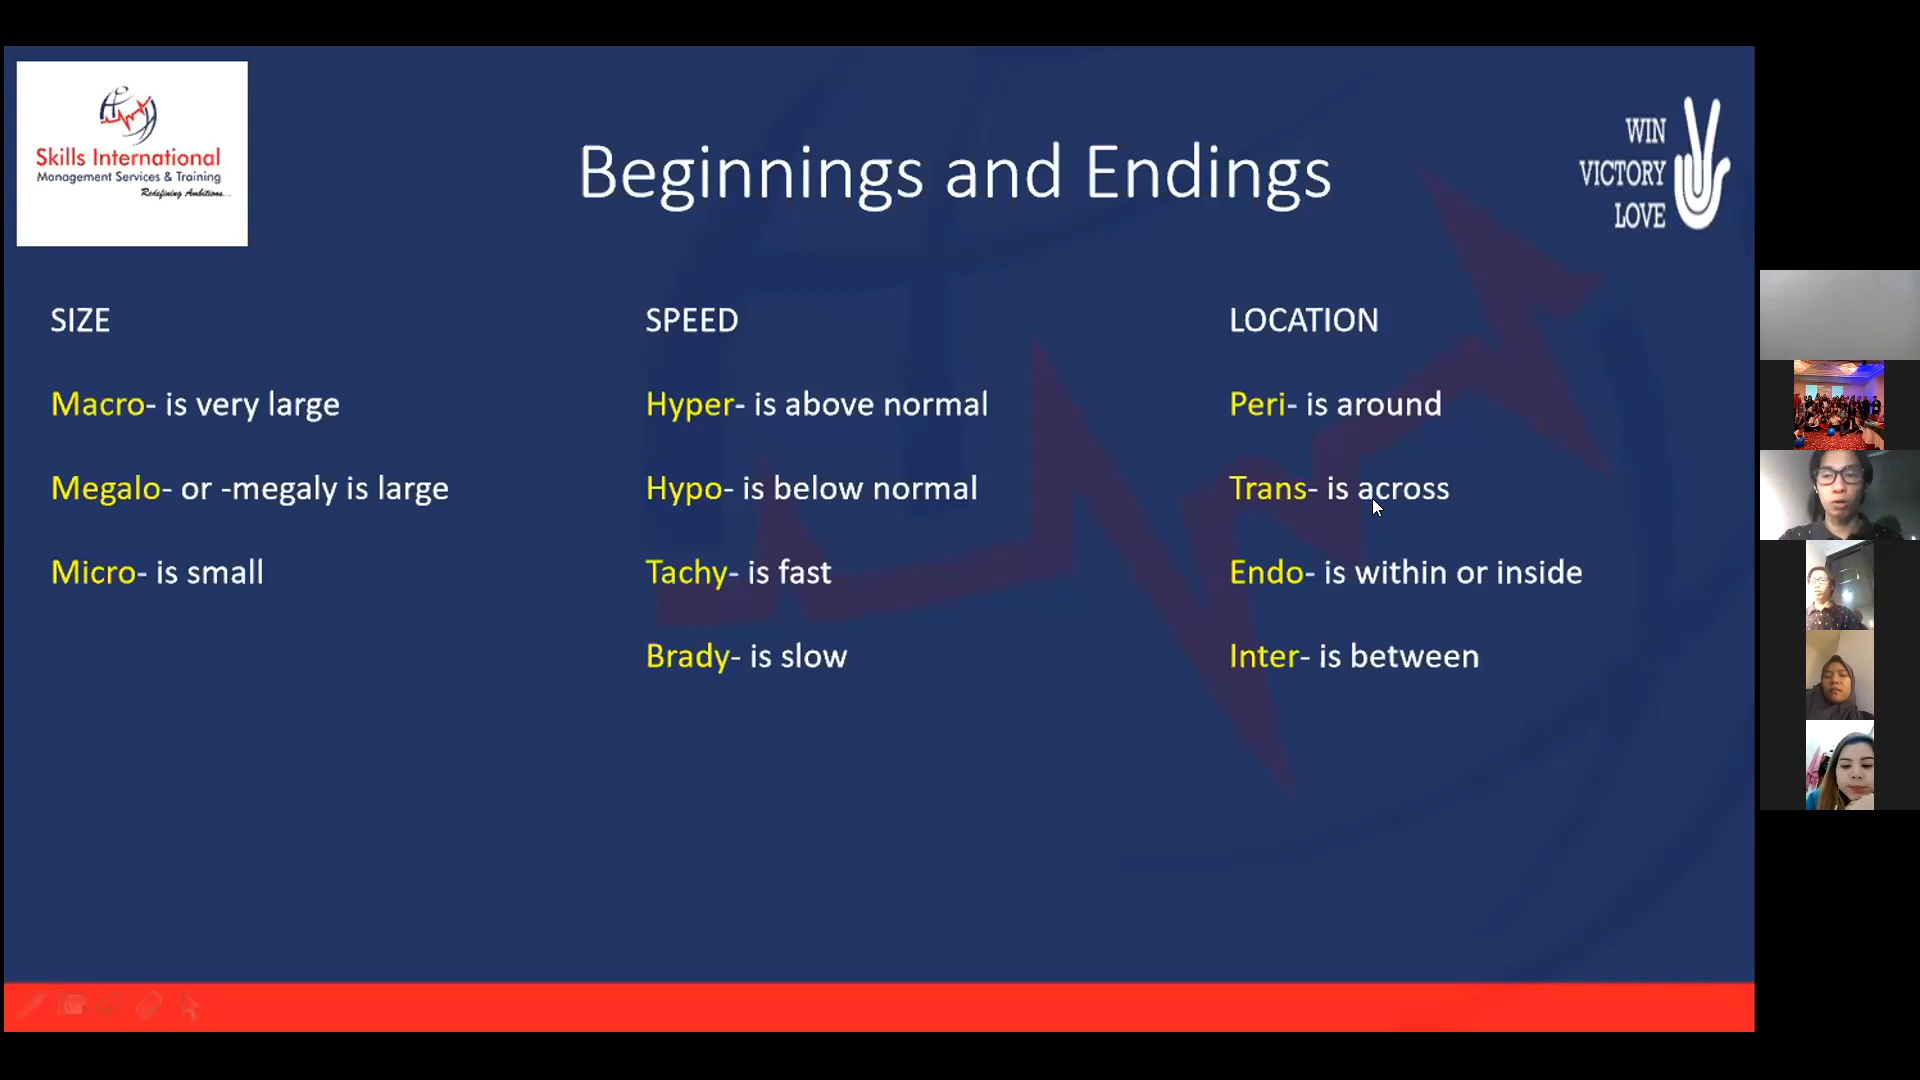 Skills International
Management Services & Training
Redefining Ambitions...
Beginnings and Endings
WIN
VICTORY
LOVE
SIZE
Macro- is very large
Megalo- or -megaly is large
Micro- is small
SPEED
Hyper- is above normal
Hypo- is below normal
Tachy- is fast
Brady- is slow
LOCATION
Peri- is around
Trans- is across
Endo- is within or inside
Inter- is between